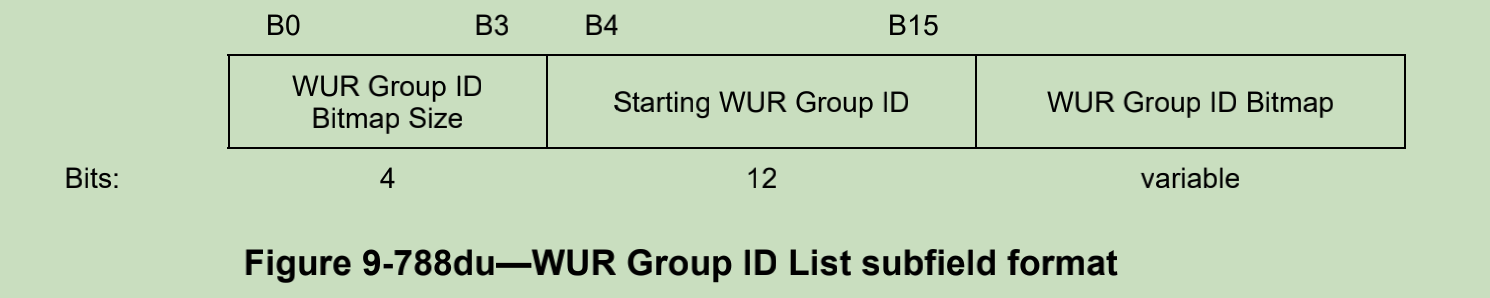 B0 B3 B4 B15
WUR Group ID
Bitmap Size
Starting WUR Group ID
WUR Group ID Bitmap
Bits: 4 12 variable
Figure 9-788du—WUR Group ID List subfield format